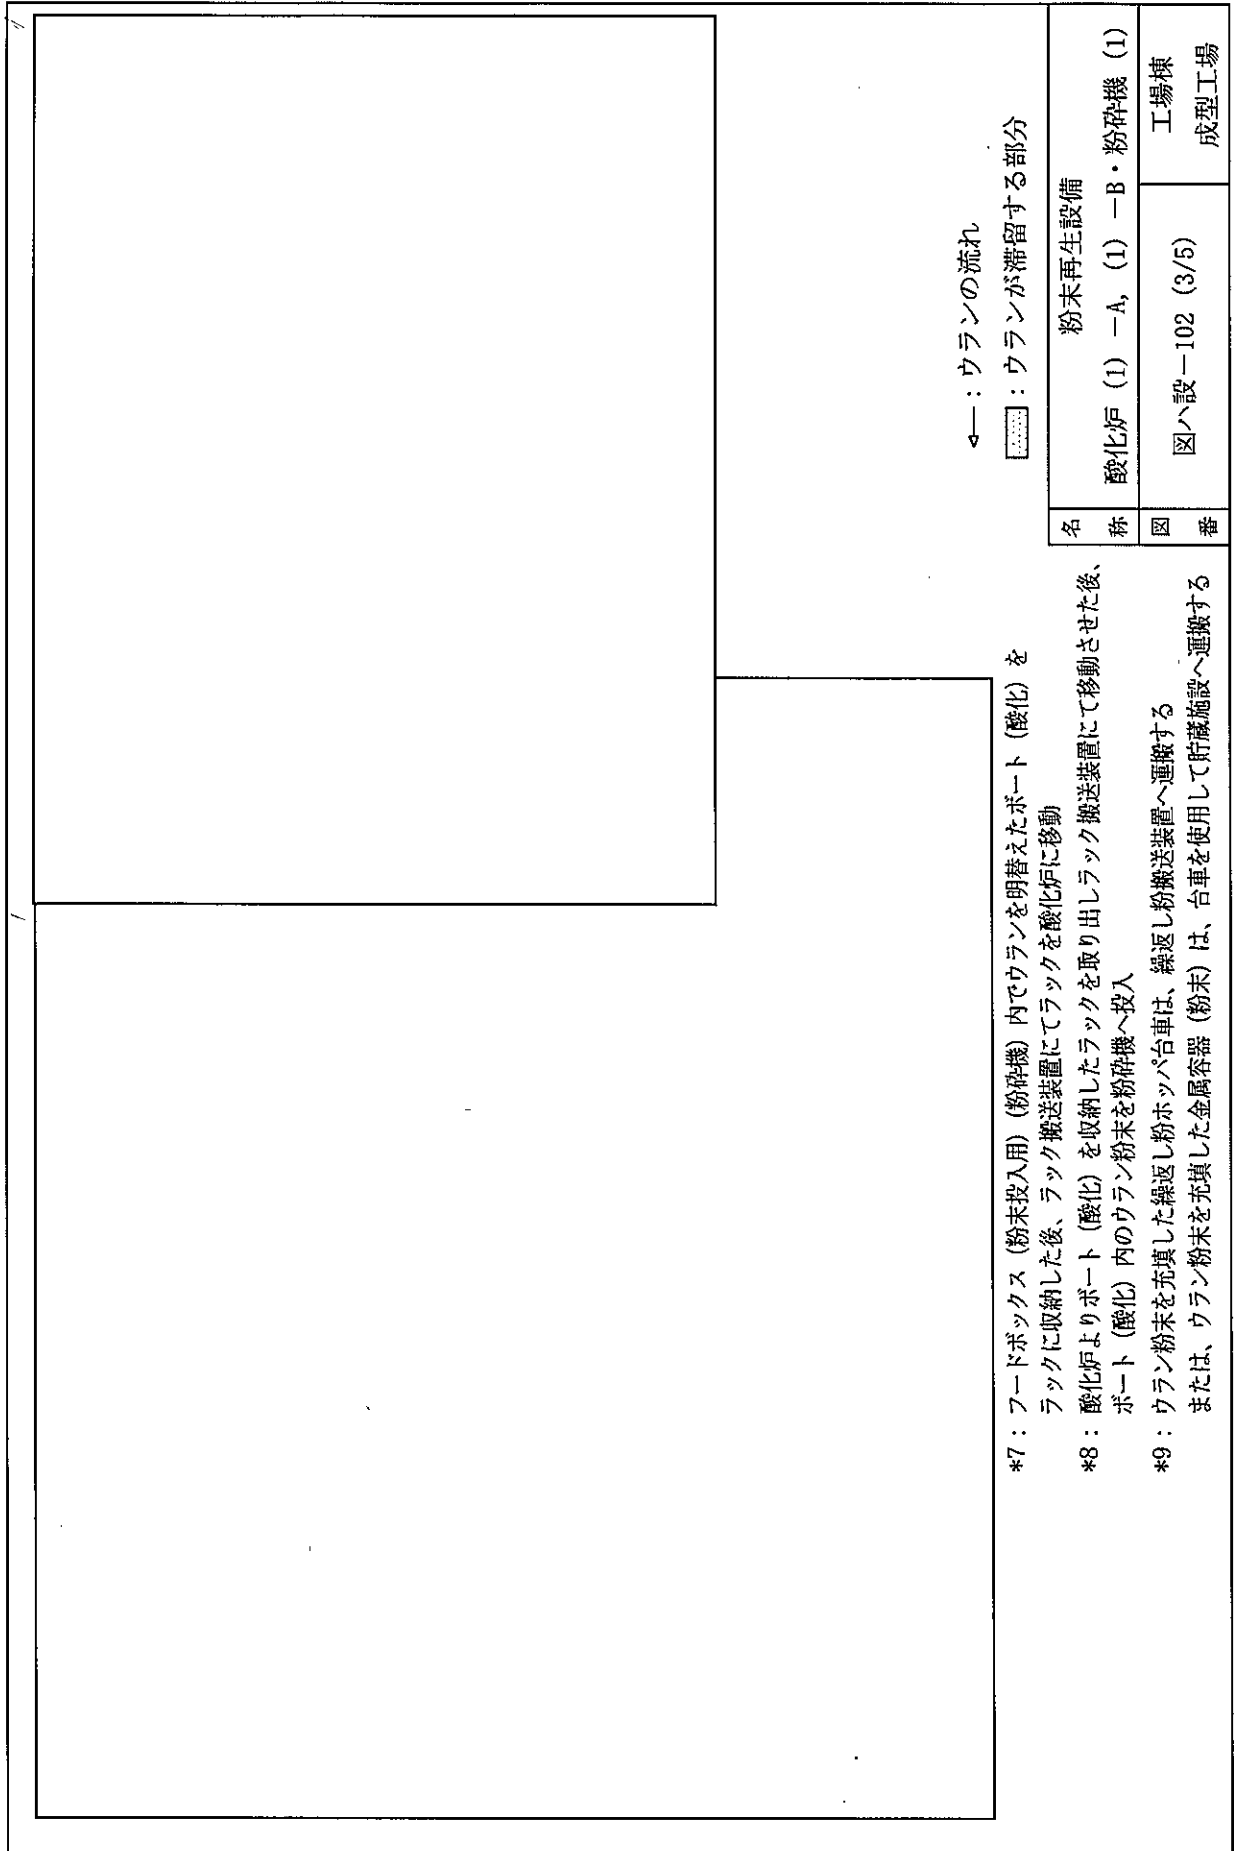 ←：ウランの流れ
：ウランが滞留する部分
*7：フードボックス（粉末投入用）（粉砕機）内でウランを明替えたボート（酸化）を
ラックに収納した後、ラック搬送装置にてラックを酸化炉に移動
*8：酸化炉よりボート（酸化）を収納したラックを取り出しラック搬送装置にて移動させた後、
ボート（酸化）内のウラン粉末を粉砕機へ投入
*9：ウラン粉末を充填した繰返し粉ホッパ台車は、繰返し粉搬送装置へ運搬する
または、ウラン粉末を充填した金属容器（粉末）は、台車を使用して貯蔵施設へ運搬する
名称
粉末再生設備
酸化炉（1）－A,（1）－B・粉砕機（1）
図番
図ハ設－102（3/5）
工場棟
成型工場